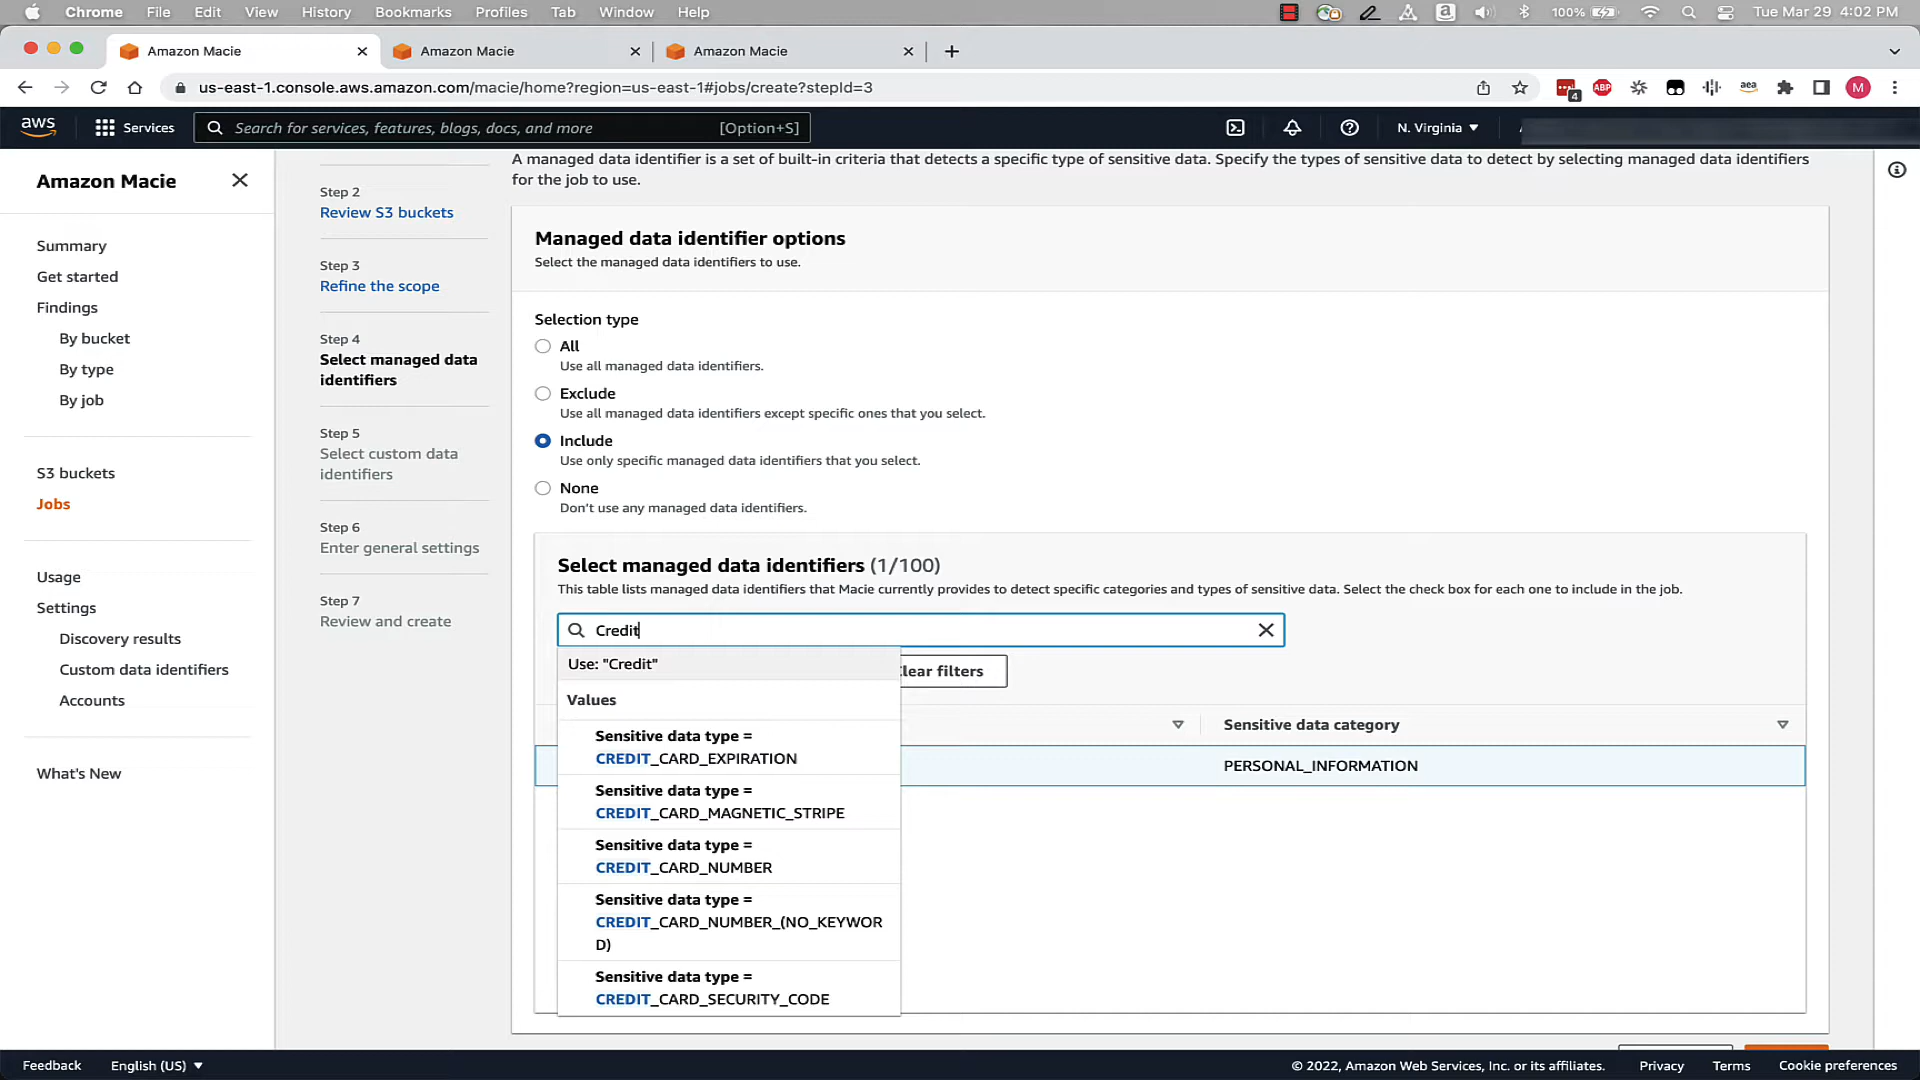 Chrome File Edit View History Bookmarks Profiles Tab Window Help 100% Tue Mar 29 4:02 PM
Amazon Macie Amazon Macie Amazon Macie
us-east-1.console.aws.amazon.com/macie/home?region=us-east-1#jobs/create?stepId=3 4 ABP aea M
aws Services Search for services, features, blogs, docs, and more [Option+S] N. Virginia
Amazon Macie
Summary
Get started
Findings
By bucket
By type
By job
S3 buckets
Jobs
Usage
Settings
Discovery results
Custom data identifiers
Accounts
What's New
Step 2
Review S3 buckets
Step 3
Refine the scope
Step 4
Select managed data
identifiers
Step 5
Select custom data
identifiers
Step 6
Enter general settings
Step 7
Review and create
A managed data identifier is a set of built-in criteria that detects a specific type of sensitive data. Specify the types of sensitive data to detect by selecting managed data identifiers
for the job to use.
Managed data identifier options
Select the managed data identifiers to use.
Selection type
All
Use all managed data identifiers.
Exclude
Use all managed data identifiers except specific ones that you select.
Include
Use only specific managed data identifiers that you select.
None
Don't use any managed data identifiers.
Select managed data identifiers (1/100)
This table lists managed data identifiers that Macie currently provides to detect specific categories and types of sensitive data. Select the check box for each one to include in the job.
Credit
Use: "Credit"
filters
Values
Sensitive data category
Sensitive data type =
CREDIT_CARD_EXPIRATION
PERSONAL_INFORMATION
Sensitive data type =
CREDIT_CARD_MAGNETIC_STRIPE
Sensitive data type =
CREDIT_CARD_NUMBER
Sensitive data type =
CREDIT_CARD_NUMBER_(NO_KEYWOR
D)
Sensitive data type =
CREDIT_CARD_SECURITY_CODE
Feedback English (US) © 2022, Amazon Web Services, Inc. or its affiliates. Privacy Terms Cookie preferences